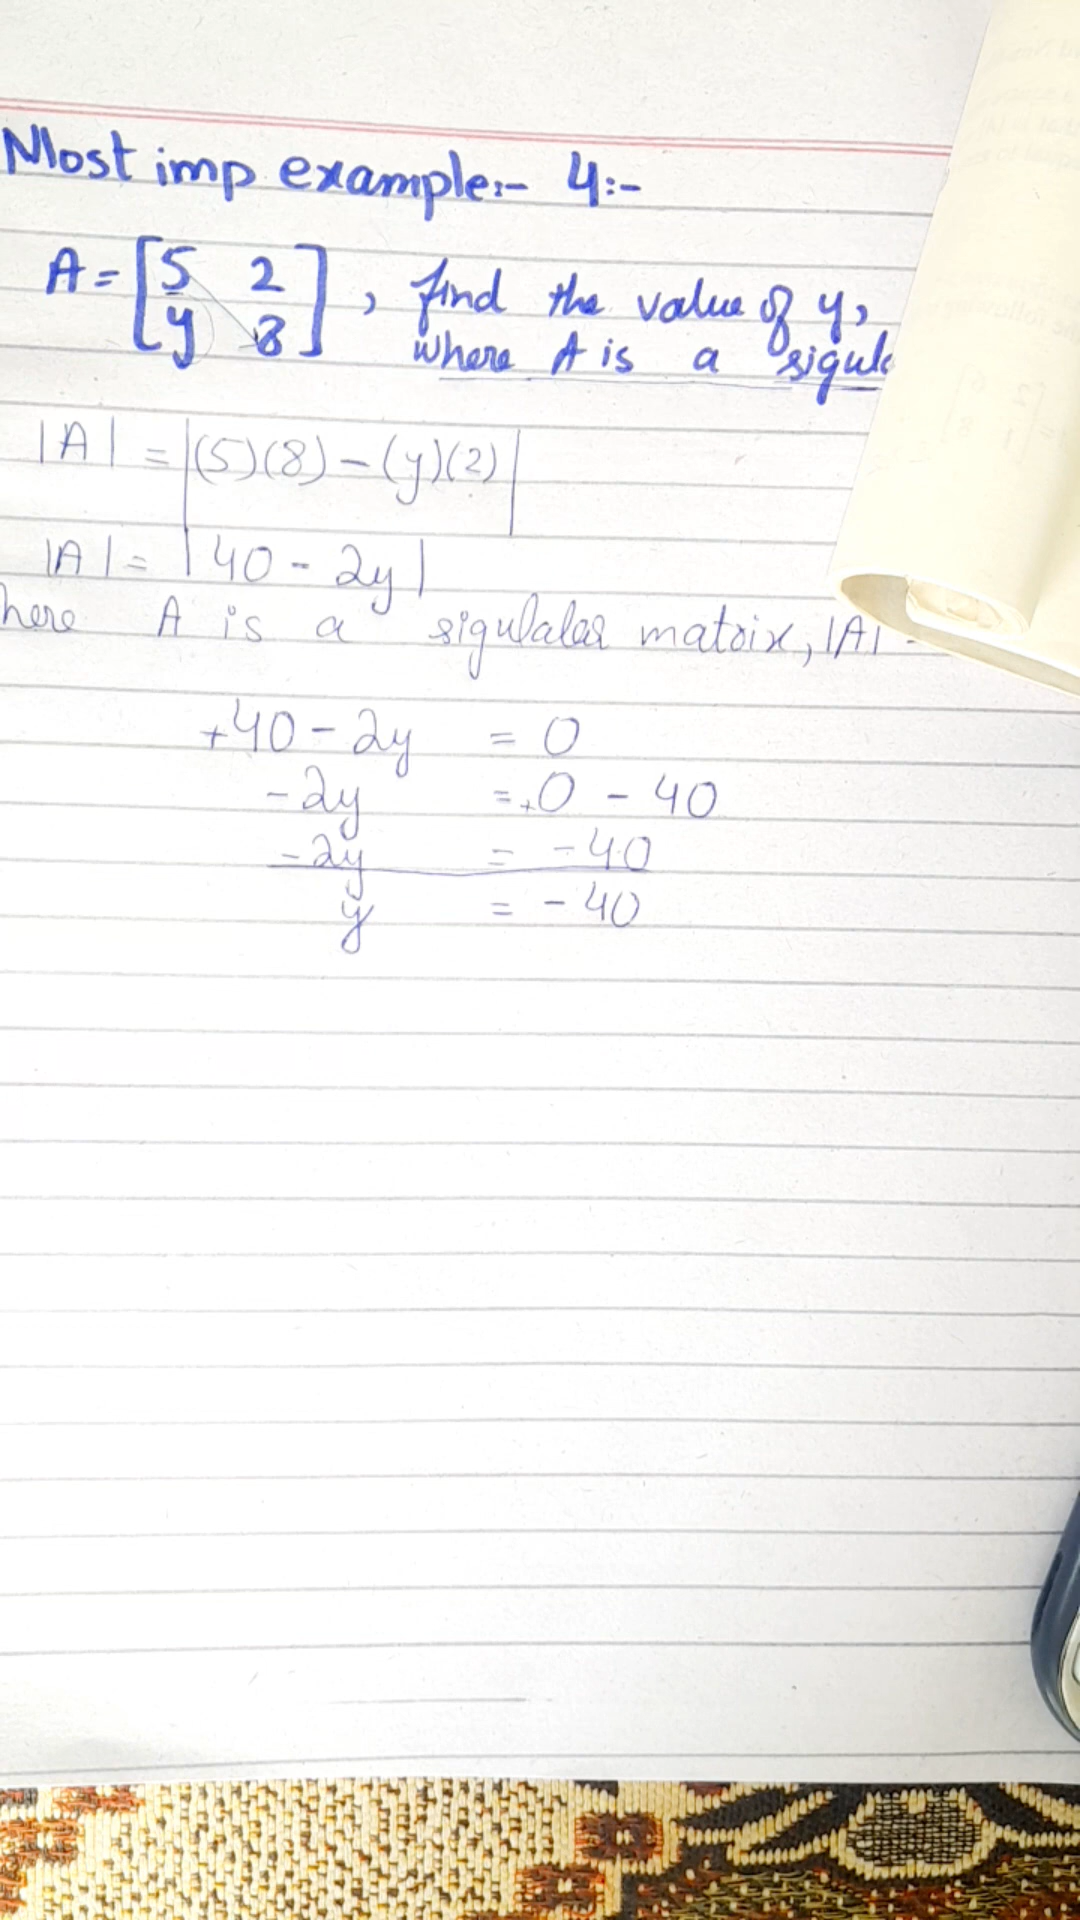 Most imp example:- 4:-
A = [5 2
y 8] , find the value of y,
where A is a
|A| = |(5)(8) - (y)(2)|
|A| = |40 - 2y|
here A is a sigulalar matrix, |A| =
+40 - 2y = 0
-2y = +0 - 40
-2y = -40
y = -40